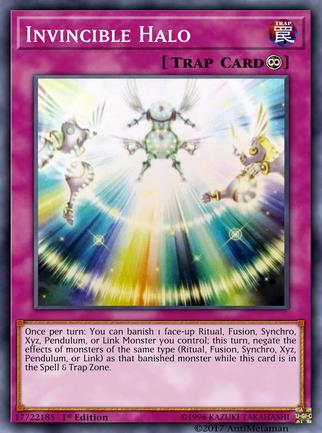 INVINCIBLE HALO
TRAP
罠
[TRAP CARD]
Once per turn: You can banish 1 face-up Ritual, Fusion, Synchro,
Xyz, Pendulum, or Link Monster you control; this turn, negate the
effects of monsters of the same type (Ritual, Fusion, Synchro, Xyz,
Pendulum, or Link) as that banished monster while this card is in
the Spell & Trap Zone.
17722185
1st Edition
©1996 KAZUKI TAKAHASHI
©2017 AntiMetaman